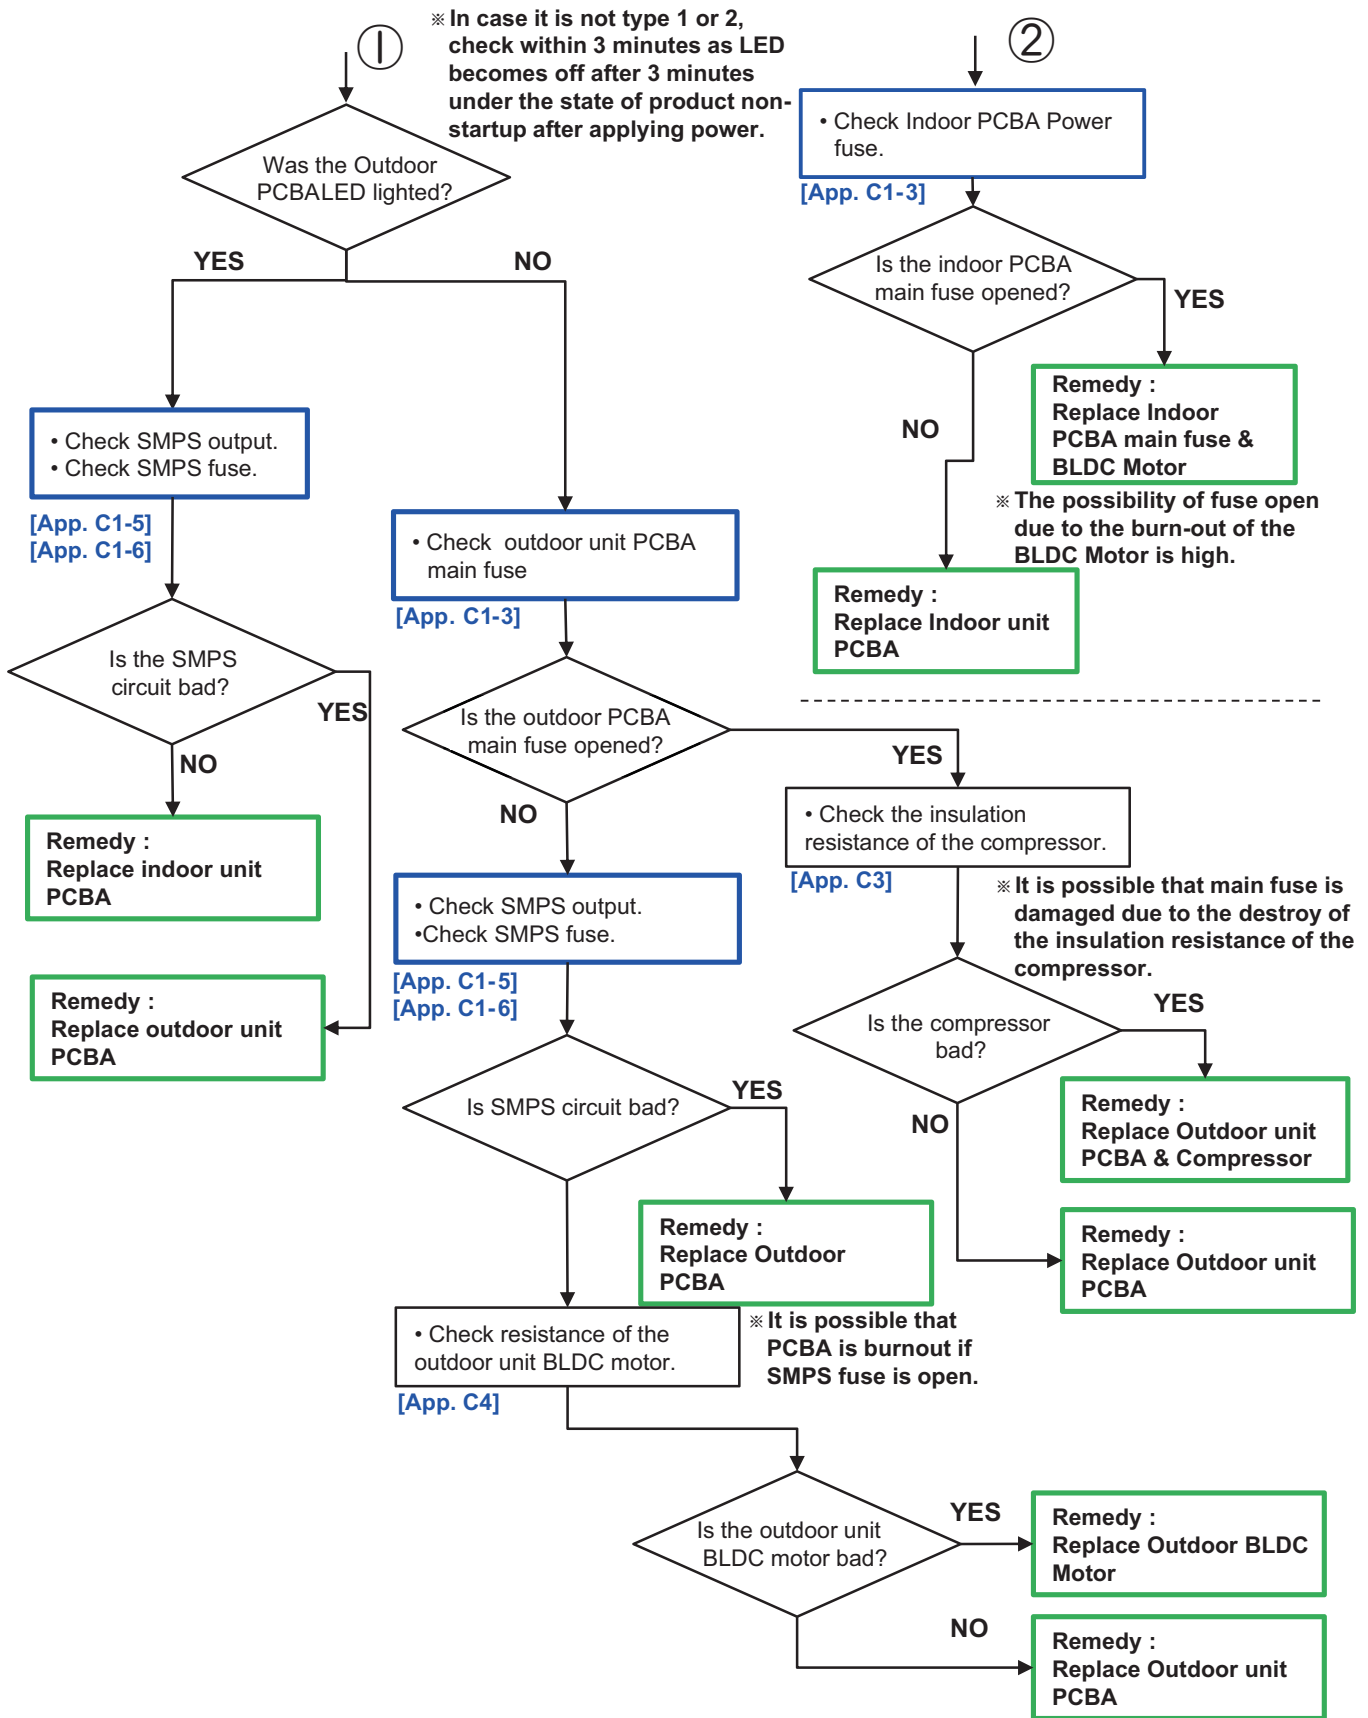 ①
※ In case it is not type 1 or 2,
check within 3 minutes as LED
becomes off after 3 minutes
under the state of product non-
startup after applying power.
Was the Outdoor
PCBALED lighted?
YES
NO
• Check SMPS output.
• Check SMPS fuse.
[App. C1-5]
[App. C1-6]
Is the SMPS
circuit bad?
YES
NO
Remedy :
Replace indoor unit
PCBA
Remedy :
Replace outdoor unit
PCBA
• Check outdoor unit PCBA
main fuse
[App. C1-3]
Is the outdoor PCBA
main fuse opened?
YES
NO
• Check SMPS output.
•Check SMPS fuse.
[App. C1-5]
[App. C1-6]
Is SMPS circuit bad?
YES
Remedy :
Replace Outdoor
PCBA
※ It is possible that
PCBA is burnout if
SMPS fuse is open.
• Check resistance of the
outdoor unit BLDC motor.
[App. C4]
Is the outdoor unit
BLDC motor bad?
YES
Remedy :
Replace Outdoor BLDC
Motor
NO
Remedy :
Replace Outdoor unit
PCBA
• Check the insulation
resistance of the compressor.
[App. C3]
※ It is possible that main fuse is
damaged due to the destroy of
the insulation resistance of the
compressor.
Is the compressor
bad?
YES
NO
Remedy :
Replace Outdoor unit
PCBA & Compressor
Remedy :
Replace Outdoor unit
PCBA
②
• Check Indoor PCBA Power
fuse.
[App. C1-3]
Is the indoor PCBA
main fuse opened?
YES
NO
Remedy :
Replace Indoor
PCBA main fuse &
BLDC Motor
※ The possibility of fuse open
due to the burn-out of the
BLDC Motor is high.
Remedy :
Replace Indoor unit
PCBA